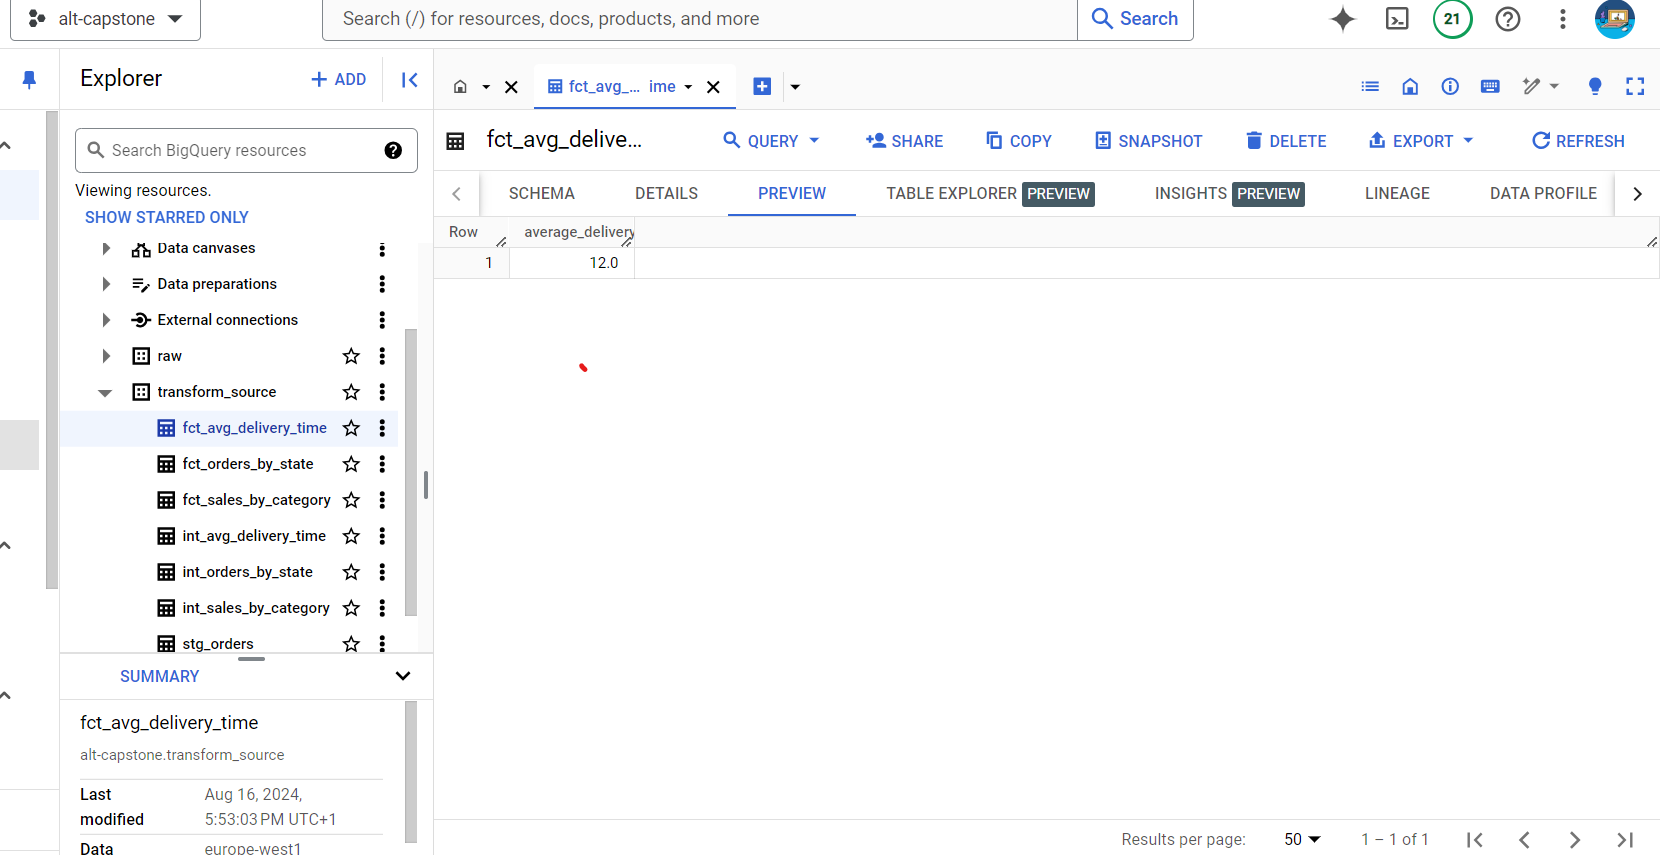 alt-capstone
Search (/) for resources, docs, products, and more
Search
21
Explorer
ADD
fct_avg_... ime
Search BigQuery resources
Viewing resources.
SHOW STARRED ONLY
Data canvases
Data preparations
External connections
raw
transform_source
fct_avg_delivery_time
fct_orders_by_state
fct_sales_by_category
int_avg_delivery_time
int_orders_by_state
int_sales_by_category
stg_orders
SUMMARY
fct_avg_delivery_time
alt-capstone.transform_source
Last modified Aug 16, 2024, 5:53:03 PM UTC+1
Data europe-west1
fct_avg_delive...
QUERY SHARE COPY SNAPSHOT DELETE EXPORT REFRESH
SCHEMA DETAILS PREVIEW TABLE EXPLORER PREVIEW INSIGHTS PREVIEW LINEAGE DATA PROFILE
Row average_delivery
1 12.0
Results per page: 50 1 – 1 of 1